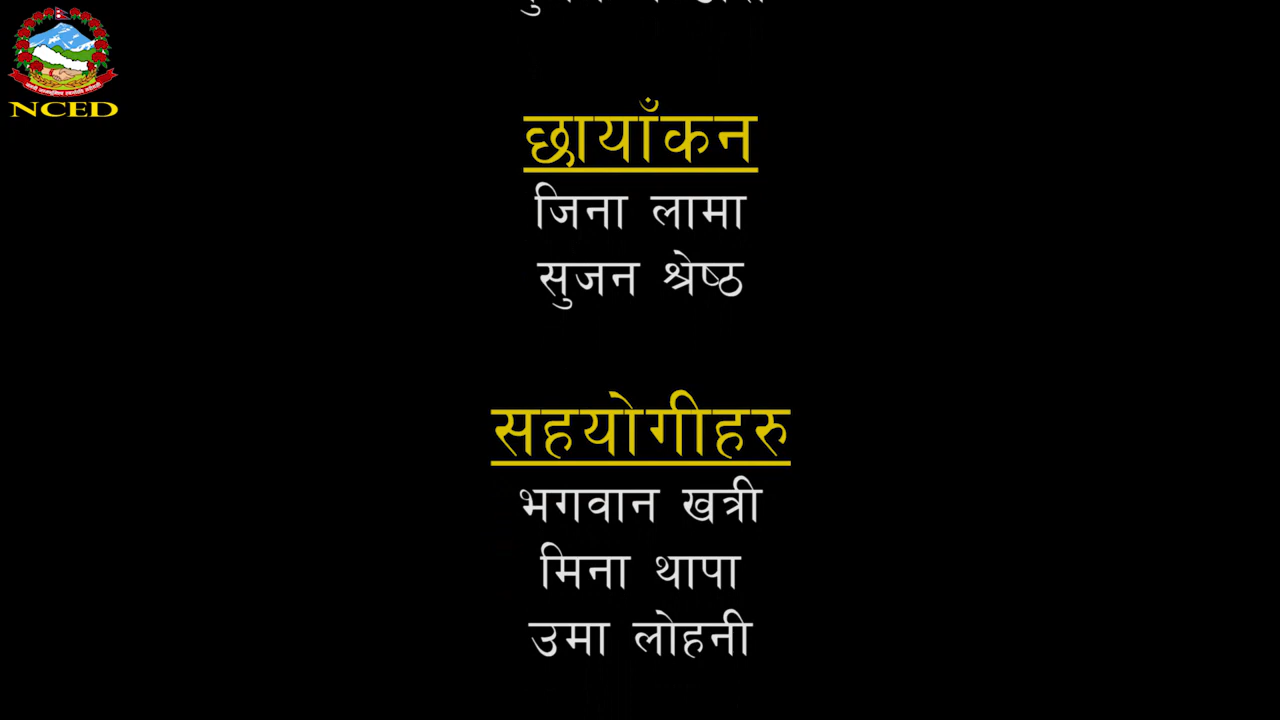 NCED
छायाँकन
जिना लामा
सुजन श्रेष्ठ
सहयोगीहरु
भगवान खत्री
मिना थापा
उमा लोहनी